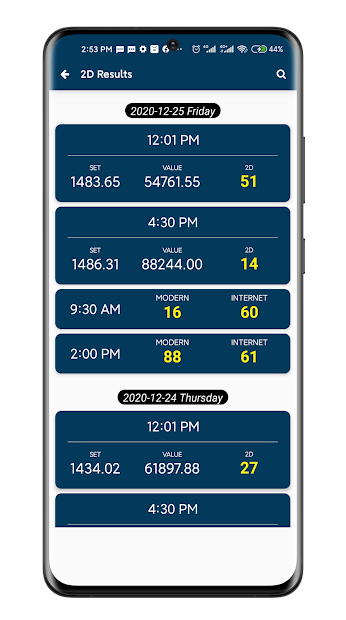 2:53 PM 44%
2D Results
2020-12-25 Friday
12:01 PM
SET VALUE 2D
1483.65 54761.55 51
4:30 PM
SET VALUE 2D
1486.31 88244.00 14
MODERN INTERNET
9:30 AM 16 60
MODERN INTERNET
2:00 PM 88 61
2020-12-24 Thursday
12:01 PM
SET VALUE 2D
1434.02 61897.88 27
4:30 PM